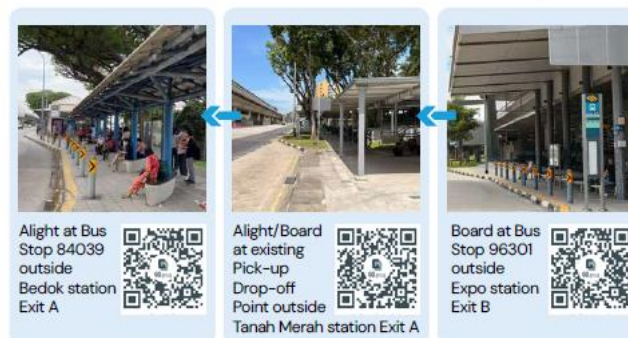 Alight at Bus
Stop 84039
outside
Bedok station
Exit A
Alight/Board
at existing
Pick-up
Drop-off
Point outside
Tanah Merah station Exit A
Board at Bus
Stop 96301
outside
Expo station
Exit B